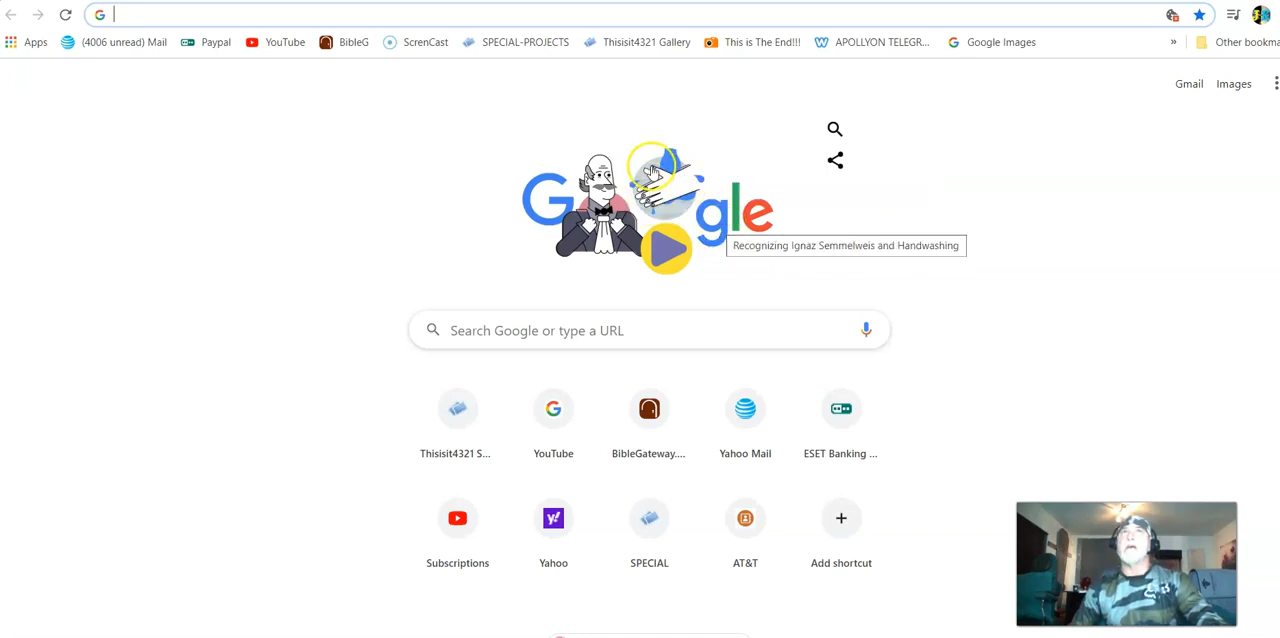 Apps (4006 unread) Mail Paypal YouTube BibleG ScrenCast SPECIAL-PROJECTS Thisisit4321 Gallery This is The End!!! APOLLYON TELEGR... Google Images » Other bookma
Gmail Images
Google
Recognizing Ignaz Semmelweis and Handwashing
Search Google or type a URL
Thisisit4321 S... YouTube BibleGateway.... Yahoo Mail ESET Banking ...
Subscriptions Yahoo SPECIAL AT&T Add shortcut